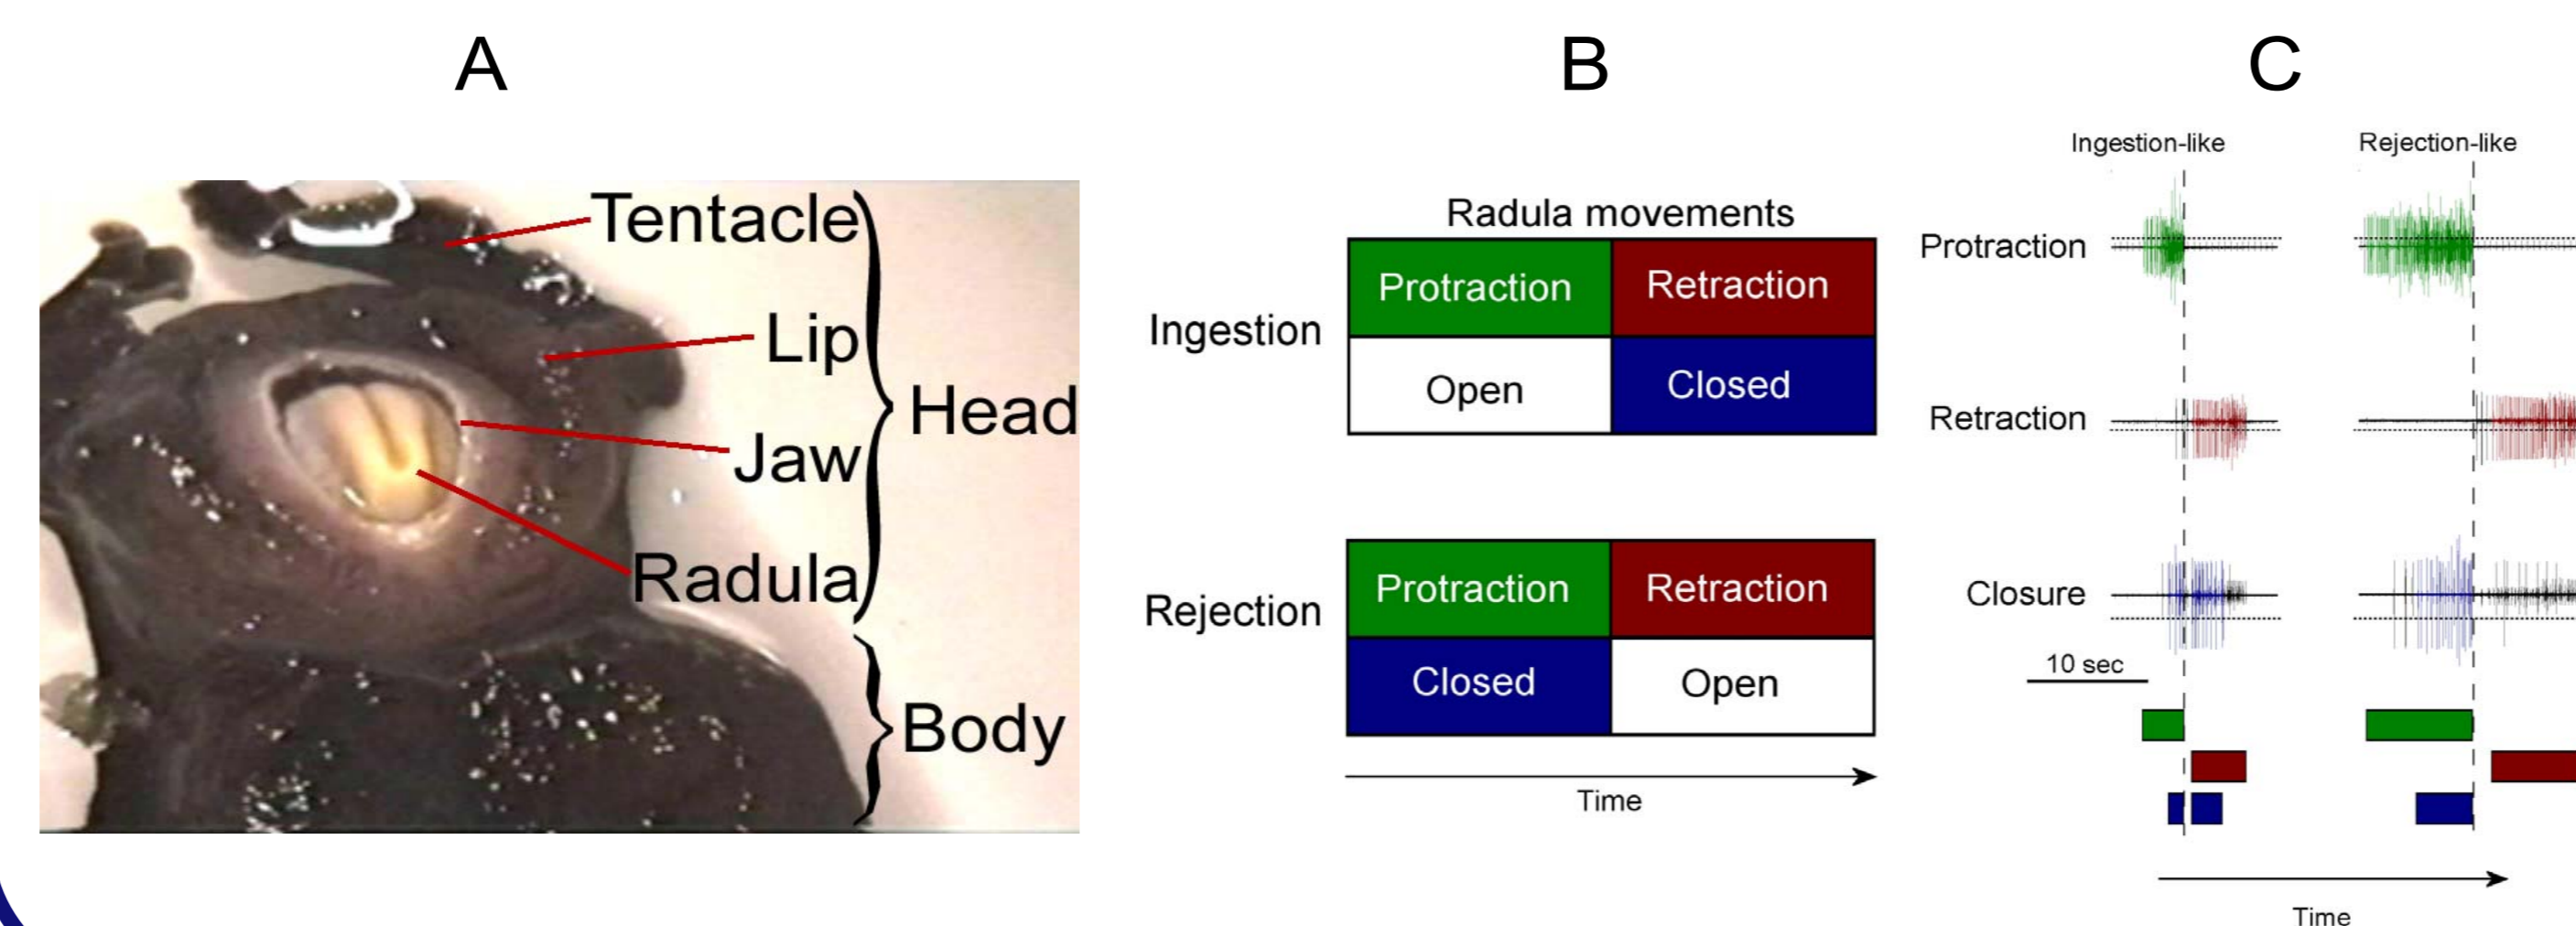 A
Tentacle
Lip
Jaw
Radula
Head
Body
B
Radula movements
Ingestion
Protraction
Retraction
Open
Closed
Rejection
Protraction
Retraction
Closed
Open
Time
C
Ingestion-like
Rejection-like
Protraction
Retraction
Closure
10 sec
Time